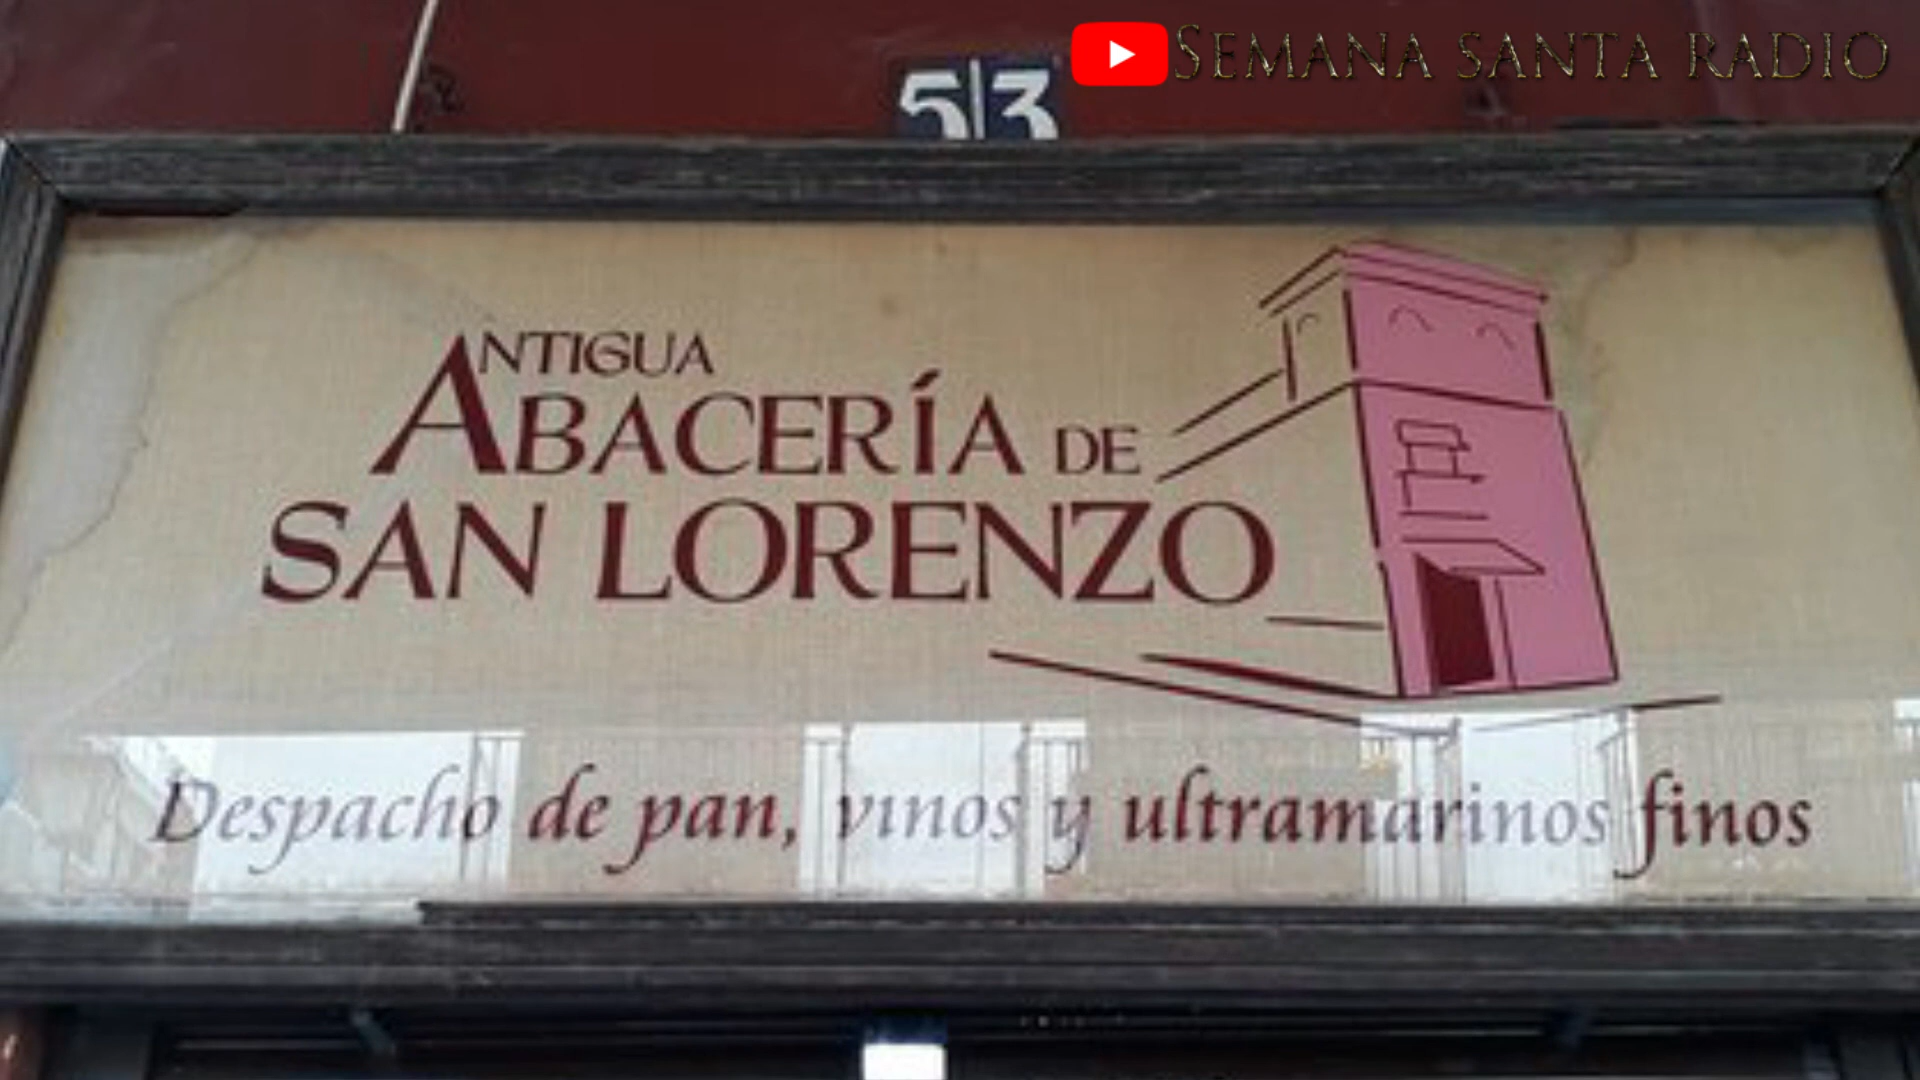 SEMANA SANTA RADIO
53
ANTIGUA
ABACERÍA DE
SAN LORENZO
Despacho de pan, vinos y ultramarinos finos